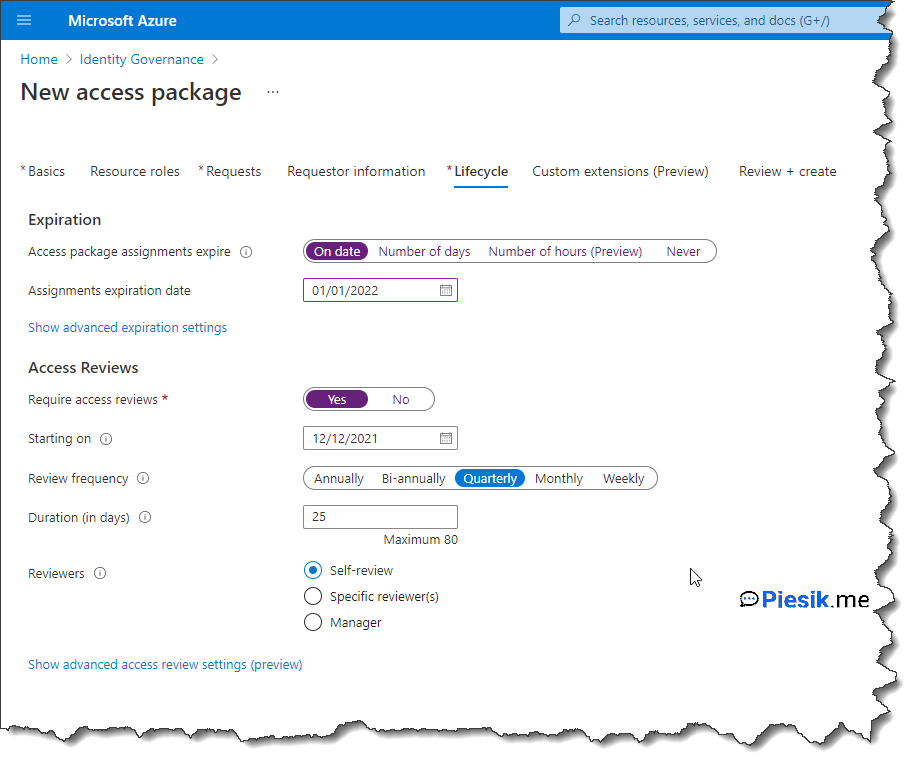 Microsoft Azure
Search resources, services, and docs (G+/)
Home > Identity Governance >
New access package ...
* Basics Resource roles * Requests Requestor information * Lifecycle Custom extensions (Preview) Review + create
Expiration
Access package assignments expire On date Number of days Number of hours (Preview) Never
Assignments expiration date 01/01/2022
Show advanced expiration settings
Access Reviews
Require access reviews * Yes No
Starting on 12/12/2021
Review frequency Annually Bi-annually Quarterly Monthly Weekly
Duration (in days) 25
Maximum 80
Reviewers Self-review
Specific reviewer(s)
Manager
Piesik.me
Show advanced access review settings (preview)